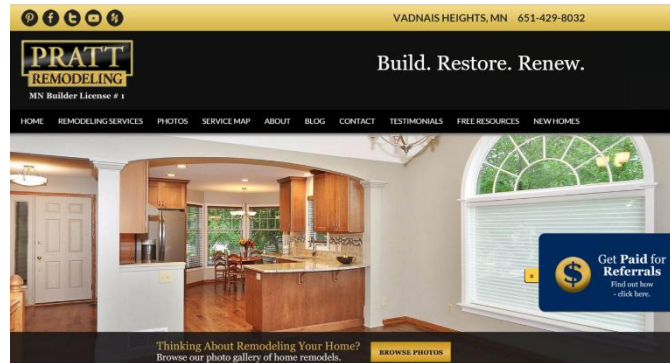 VADNAIS HEIGHTS, MN 651-429-8032
PRATT
REMODELING
MN Builder License # 1
Build. Restore. Renew.
HOME REMODELING SERVICES PHOTOS SERVICE MAP ABOUT BLOG CONTACT TESTIMONIALS FREE RESOURCES NEW HOMES
x
Get Paid for
Referrals
Find out how
- click here.
Thinking About Remodeling Your Home?
Browse our photo gallery of home remodels.
BROWSE PHOTOS